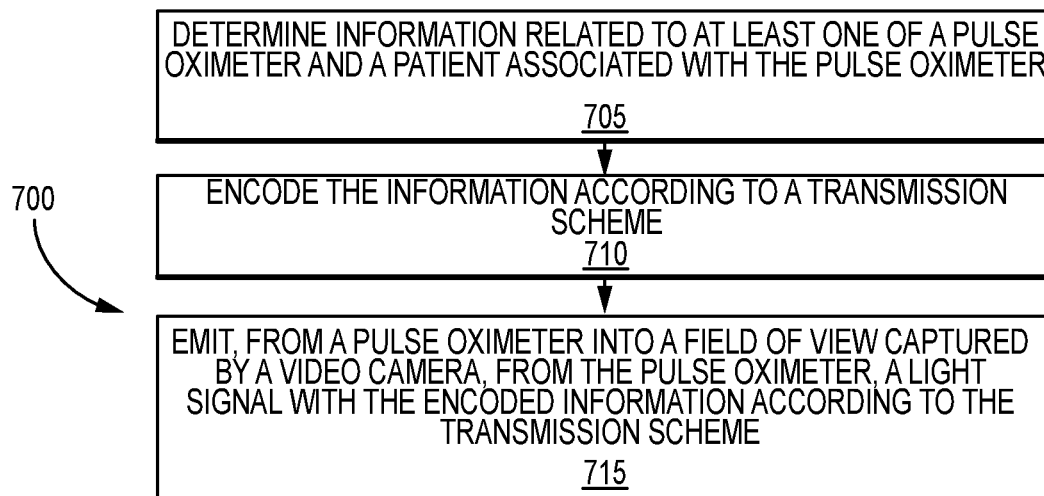 DETERMINE INFORMATION RELATED TO AT LEAST ONE OF A PULSE
OXIMETER AND A PATIENT ASSOCIATED WITH THE PULSE OXIMETER
705
700
ENCODE THE INFORMATION ACCORDING TO A TRANSMISSION
SCHEME
710
EMIT, FROM A PULSE OXIMETER INTO A FIELD OF VIEW CAPTURED
BY A VIDEO CAMERA, FROM THE PULSE OXIMETER, A LIGHT
SIGNAL WITH THE ENCODED INFORMATION ACCORDING TO THE
TRANSMISSION SCHEME
715